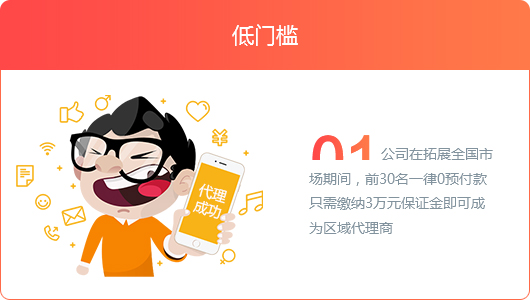 低门槛
代理
成功
01 公司在拓展全国市
场期间，前30名一律0预付款
只需缴纳3万元保证金即可成
为区域代理商